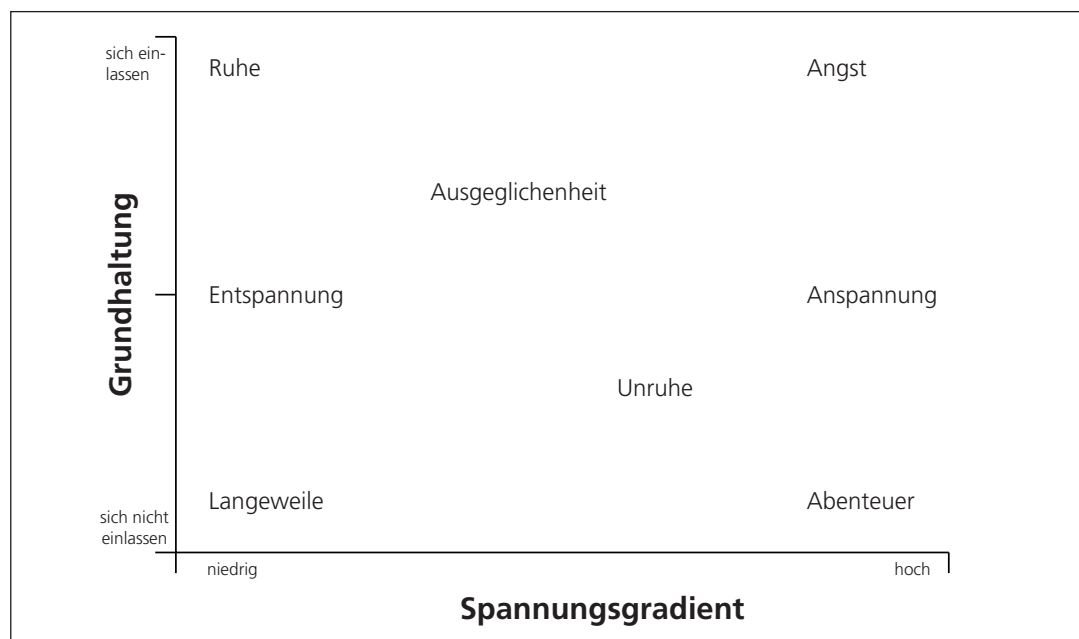 sich ein-
lassen
Ruhe
Angst
Ausgeglichenheit
Grundhaltung
Entspannung
Anspannung
Unruhe
Langeweile
Abenteuer
sich nicht
einlassen
niedrig
hoch
Spannungsgradient